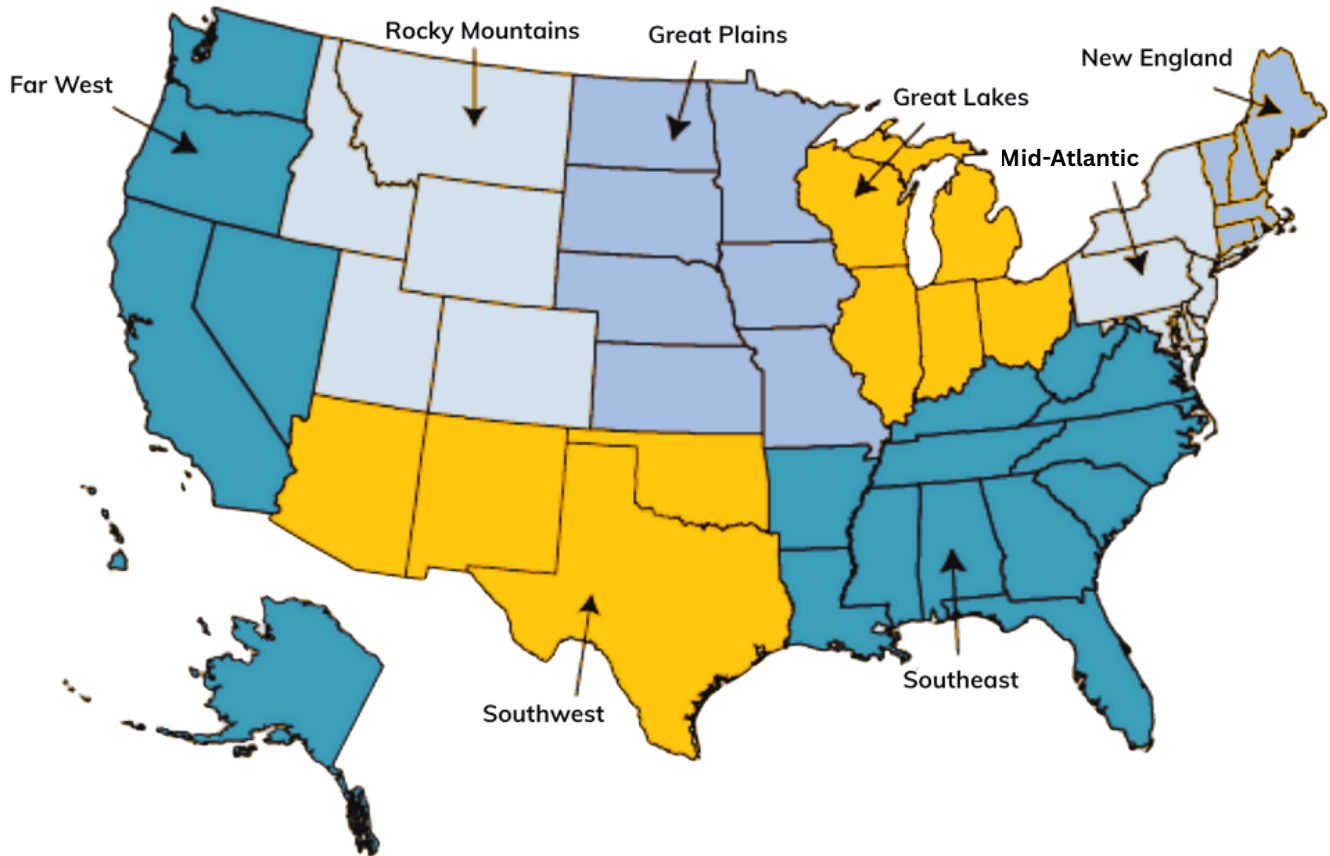 Rocky Mountains
Great Plains
New England
Far West
Great Lakes
Mid-Atlantic
Southeast
Southwest